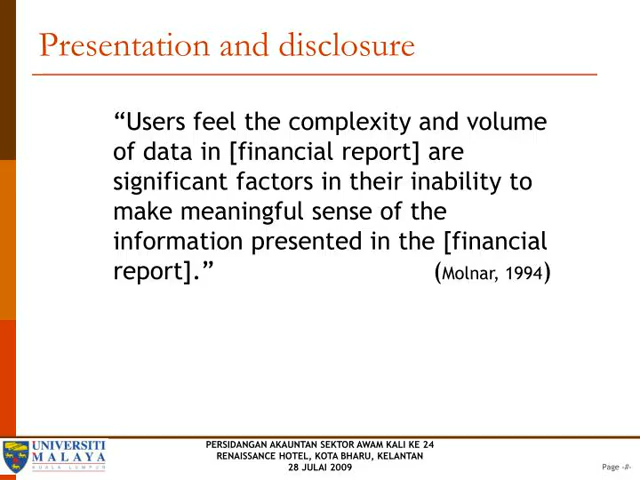 Presentation and disclosure
“Users feel the complexity and volume
of data in [financial report] are
significant factors in their inability to
make meaningful sense of the
information presented in the [financial
report].” (Molnar, 1994)
UNIVERSITI
MALAYA
KUALA LUMPUR
PERSIDANGAN AKAUNTAN SEKTOR AWAM KALI KE 24
RENAISSANCE HOTEL, KOTA BHARU, KELANTAN
28 JULAI 2009
Page -#-